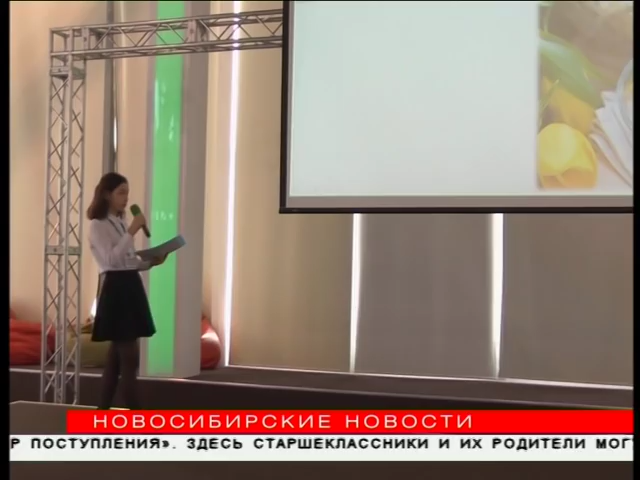 НОВОСИБИРСКИЕ НОВОСТИ
Р ПОСТУПЛЕНИЯ». ЗДЕСЬ СТАРШЕКЛАССНИКИ И ИХ РОДИТЕЛИ МОГ